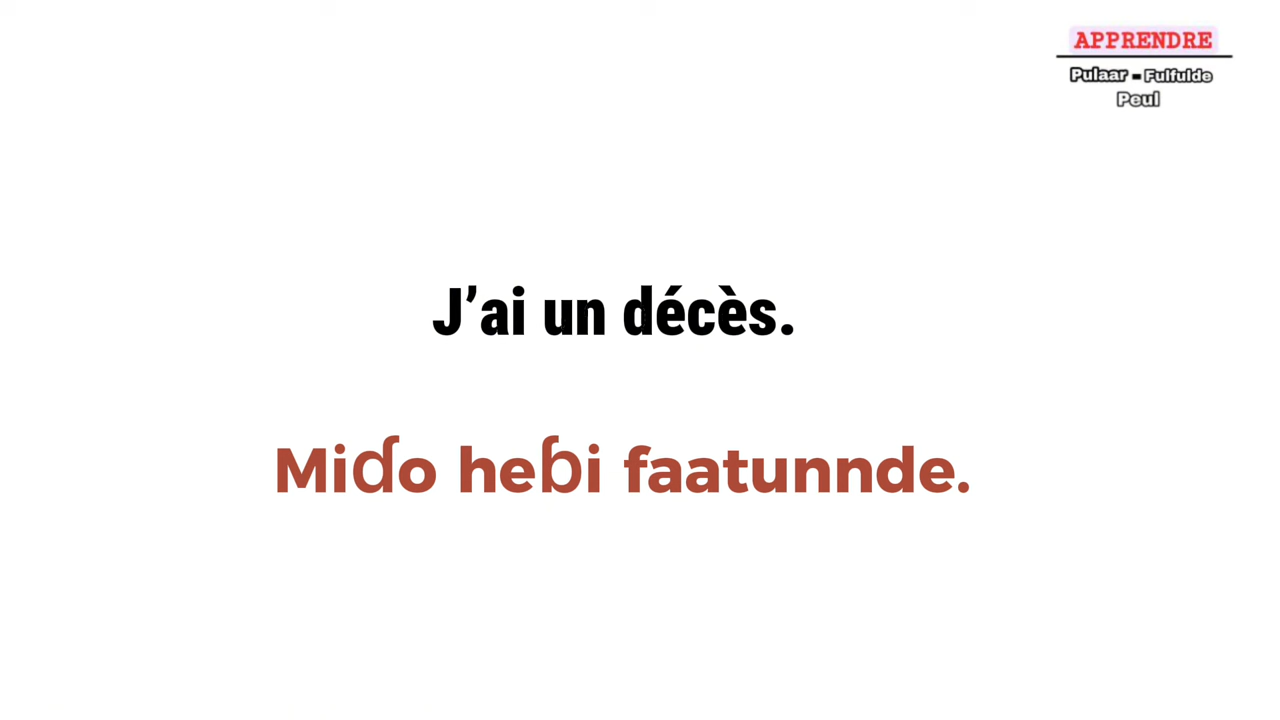 APPRENDRE
Pulaar - Fulfulde
Peul
J’ai un décès.
Miɗo heɓi faatunnde.